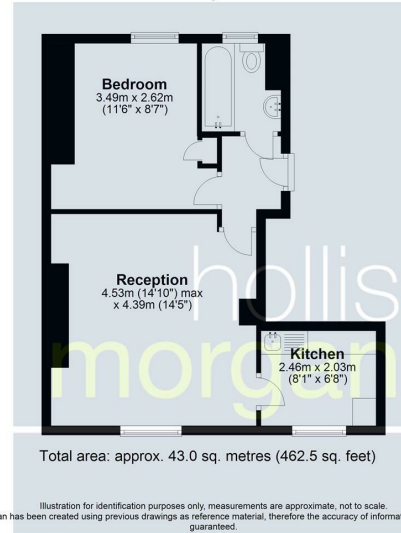 Bedroom
3.49m x 2.62m
(11'6" x 8'7")
hollis
morgan
Reception
4.53m (14'10") max
x 4.39m (14'5")
Kitchen
2.46m x 2.03m
(8'1" x 6'8")
Total area: approx. 43.0 sq. metres (462.5 sq. feet)
Illustration for identification purposes only, measurements are approximate, not to scale.
an has been created using previous drawings as reference material, therefore the accuracy of informat
guaranteed.